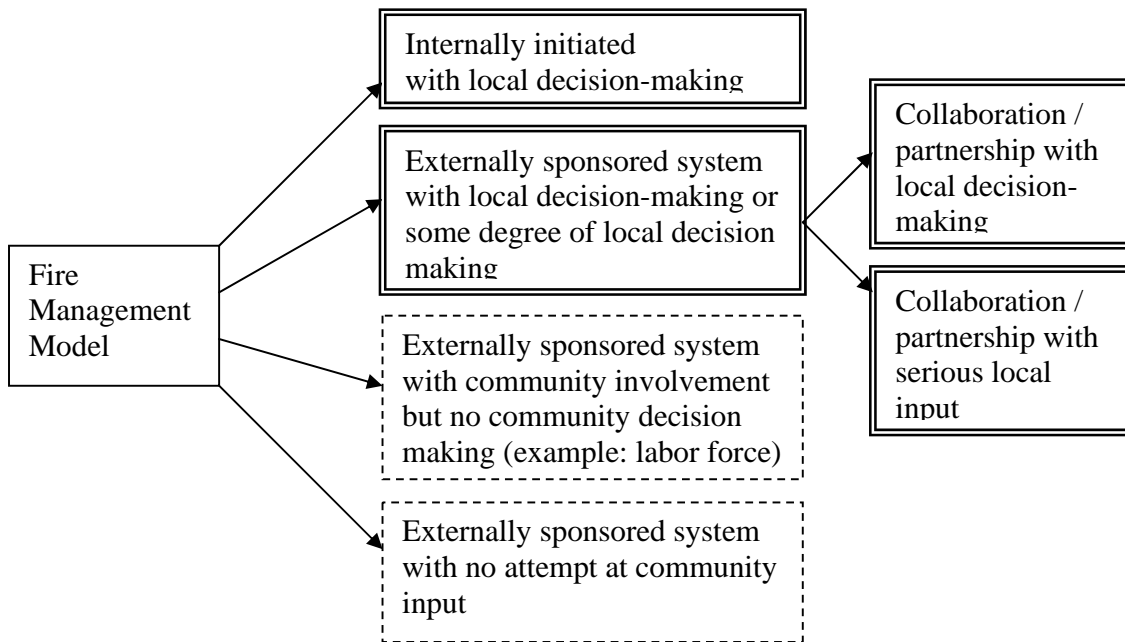 Internally initiated
with local decision-making
Externally sponsored system
with local decision-making or
some degree of local decision
making
Collaboration /
partnership with
local decision-
making
Collaboration /
partnership with
serious local
input
Fire
Management
Model
Externally sponsored system
with community involvement
but no community decision
making (example: labor force)
Externally sponsored system
with no attempt at community
input